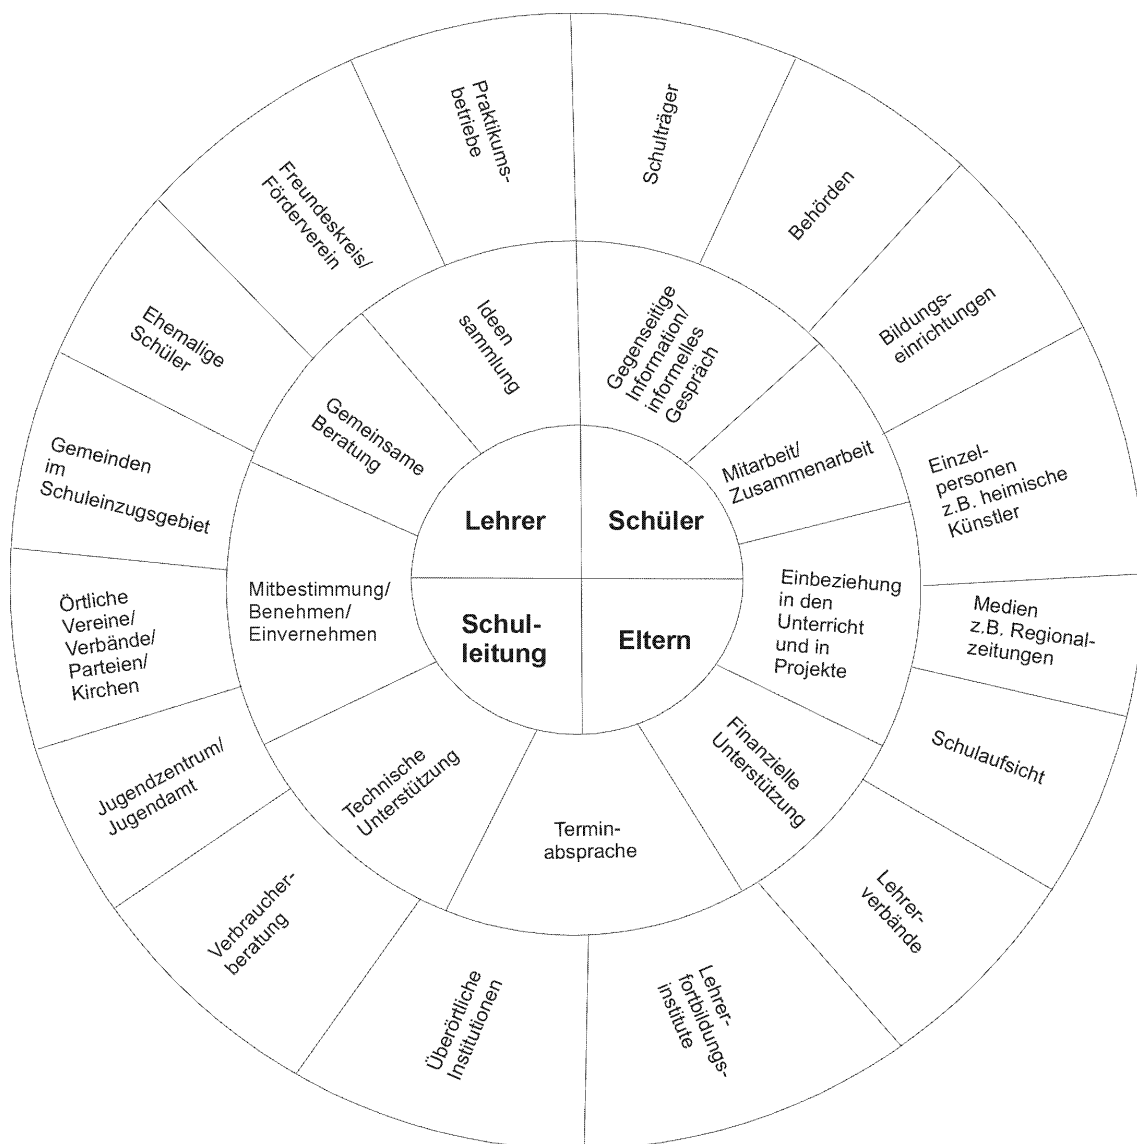 Praktikums-
betriebe
Schulträger
Behörden
Bildungs-
einrichtungen
Einzel-
personen
z.B. heimische
Künstler
Medien
z.B. Regional-
zeitungen
Schulaufsicht
Lehrer-
verbände
Lehrer-
fortbildungs-
institute
Überörtliche
Institutionen
Verbraucher-
beratung
Jugendzentrum/
Jugendamt
Örtliche
Vereine/
Verbände/
Parteien/
Kirchen
Gemeinden
im
Schuleinzugsgebiet
Ehemalige
Schüler
Freundeskreis/
Förderverein
Ideen
sammlung
Gegenseitige
Information/
informelles
Gespräch
Mitarbeit/
Zusammenarbeit
Einbeziehung
in den
Unterricht
und in
Projekte
Finanzielle
Unterstützung
Termin-
absprache
Technische
Unterstützung
Mitbestimmung/
Benehmen/
Einvernehmen
Gemeinsame
Beratung
Lehrer
Schüler
Schul-
leitung
Eltern